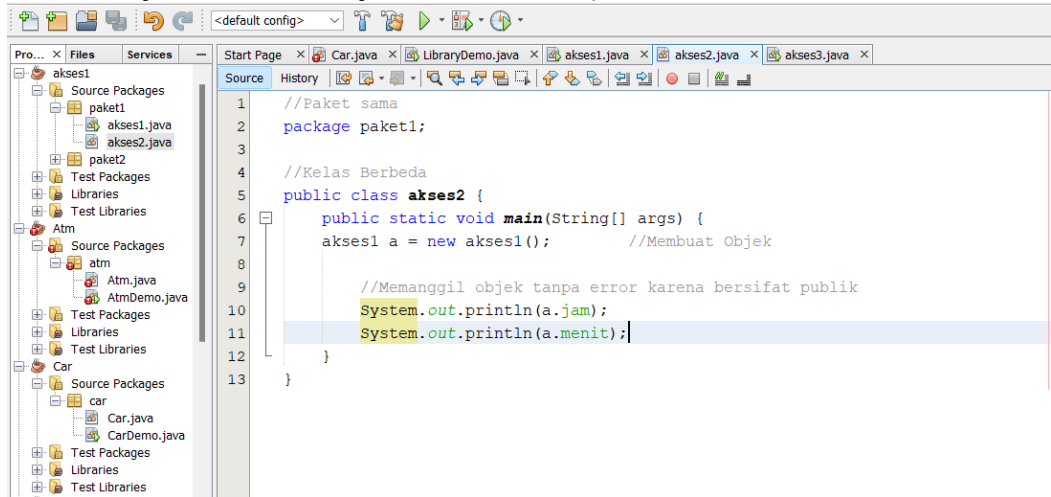 <default config>
Pro... × Files Services —
Start Page × Car.java × LibraryDemo.java × akses1.java × akses2.java × akses3.java ×
Source History
akses1
Source Packages
paket1
akses1.java
akses2.java
paket2
Test Packages
Libraries
Test Libraries
Atm
Source Packages
atm
Atm.java
AtmDemo.java
Test Packages
Libraries
Test Libraries
Car
Source Packages
car
Car.java
CarDemo.java
Test Packages
Libraries
Test Libraries
1 //Paket sama
2 package paket1;
3
4 //Kelas Berbeda
5 public class akses2 {
6 public static void main(String[] args) {
7 akses1 a = new akses1(); //Membuat Objek
8
9 //Memanggil objek tanpa error karena bersifat publik
10 System.out.println(a.jam);
11 System.out.println(a.menit);
12 }
13 }